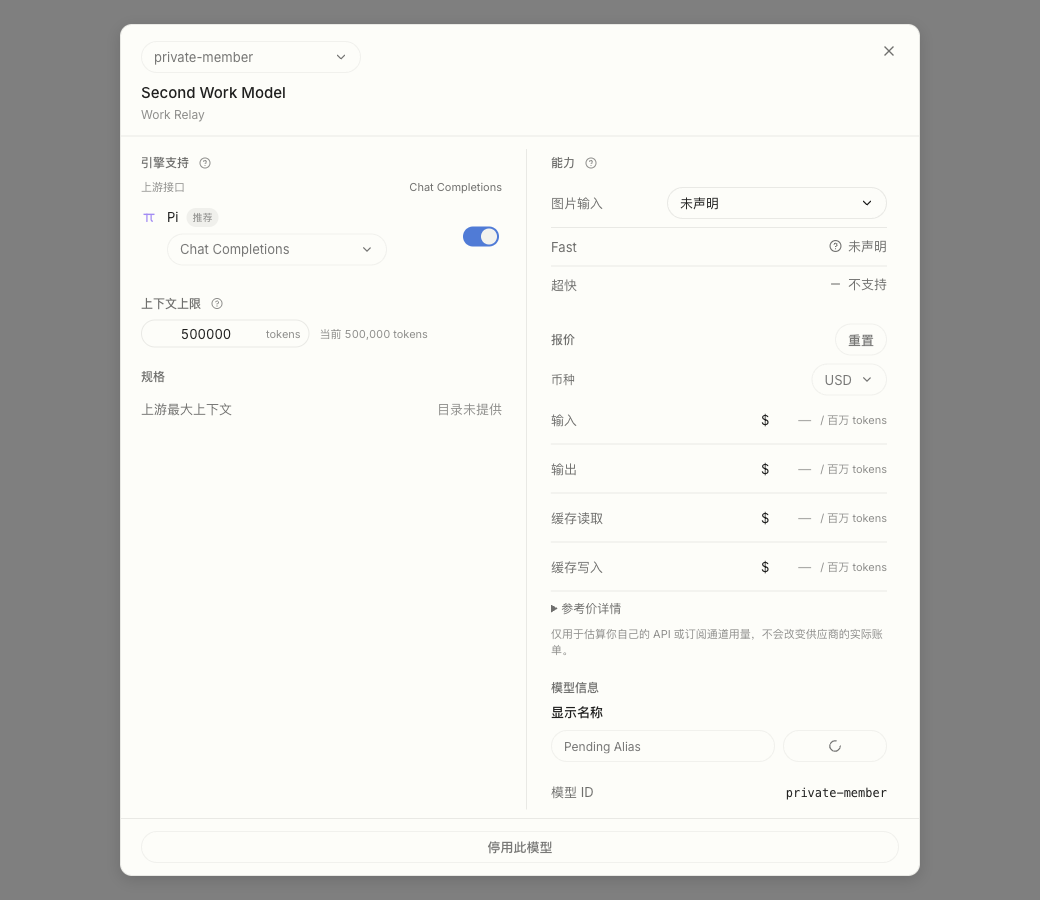 private-member
Second Work Model
Work Relay
引擎支持
上游接口 Chat Completions
Pi 推荐
Chat Completions
上下文上限
500000 tokens 当前 500,000 tokens
规格
上游最大上下文 目录未提供
能力
图片输入 未声明
Fast 未声明
超快 — 不支持
报价 重置
币种 USD
输入 $ — / 百万 tokens
输出 $ — / 百万 tokens
缓存读取 $ — / 百万 tokens
缓存写入 $ — / 百万 tokens
参考价详情
仅用于估算你自己的 API 或订阅通道用量，不会改变供应商的实际账
单。
模型信息
显示名称
Pending Alias
模型 ID private-member
停用此模型